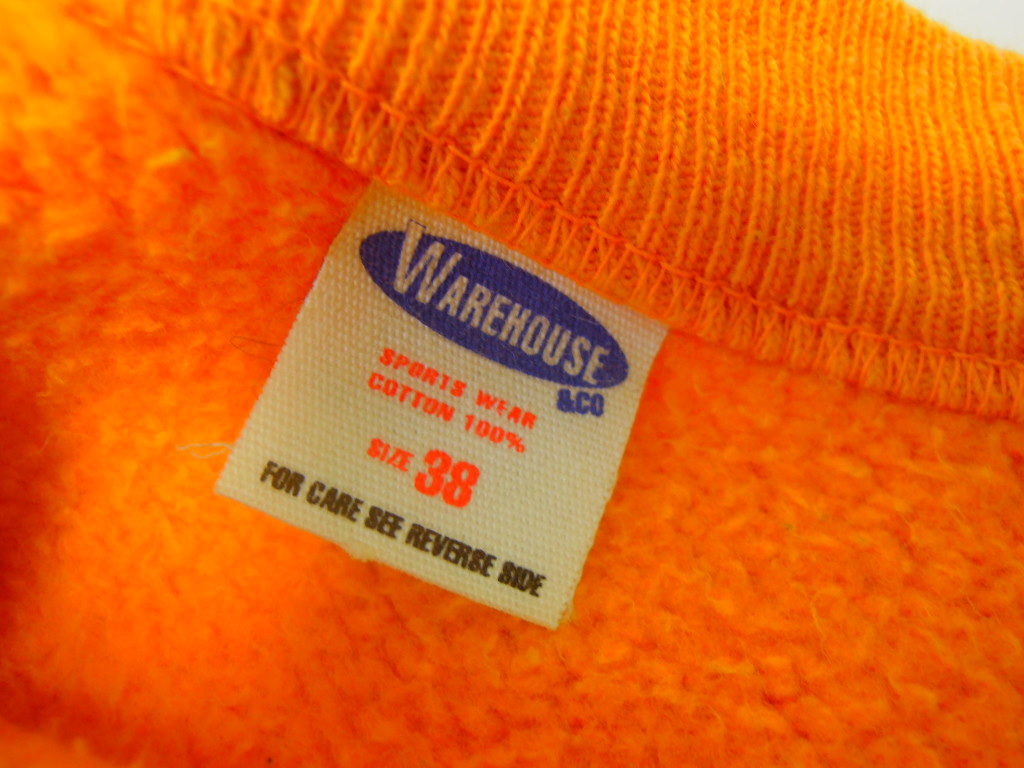 WAREHOUSE
&CO
SPORTS WEAR
COTTON 100%
SIZE 38
FOR CARE SEE REVERSE SIDE